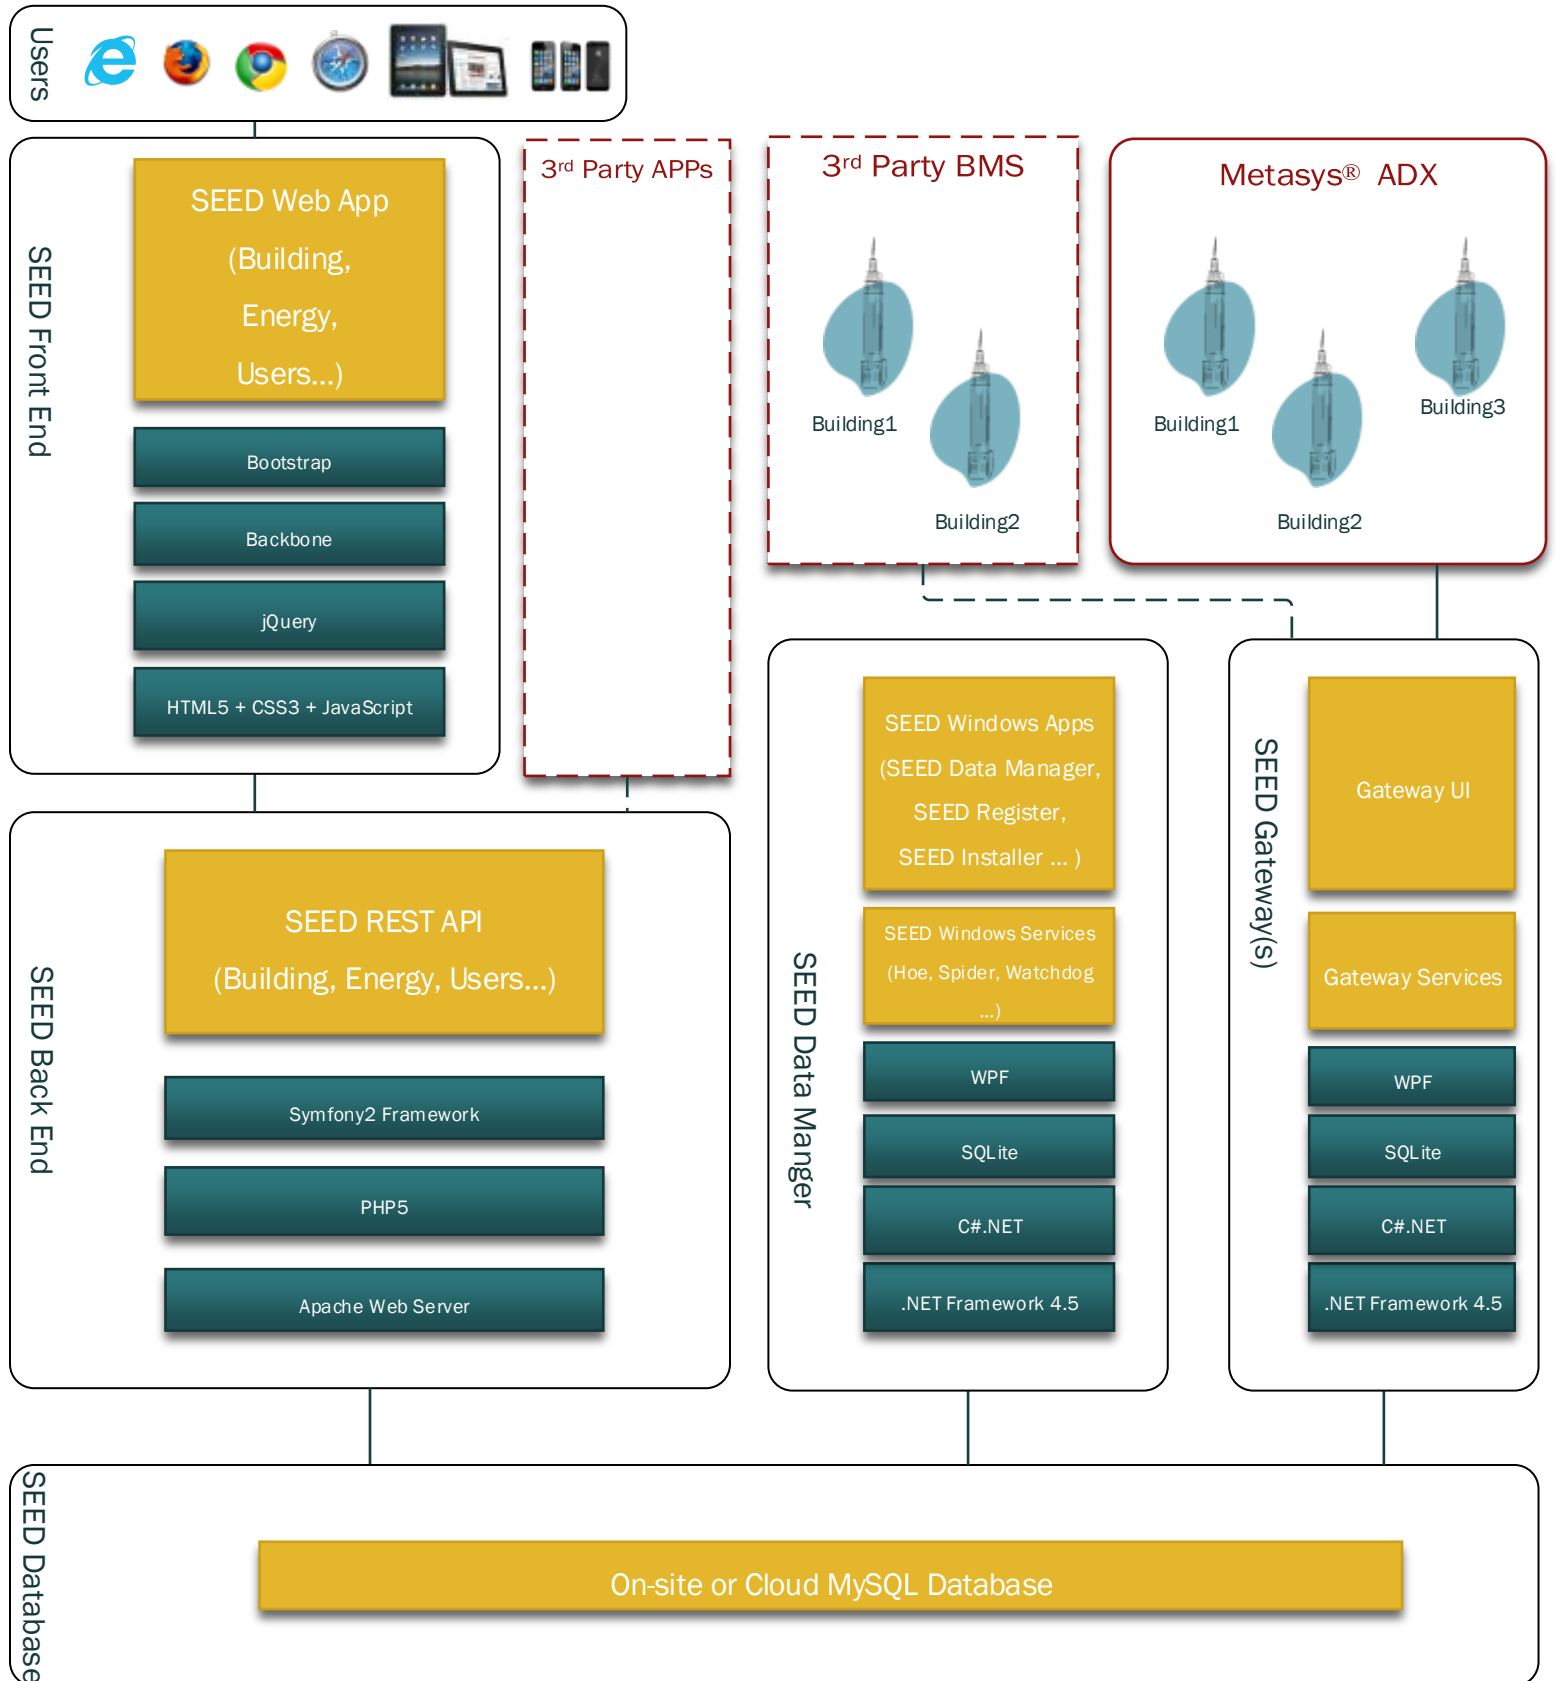 Users
SEED Front End
SEED Web App
(Building,
Energy,
Users...)
Bootstrap
Backbone
jQuery
HTML5 + CSS3 + JavaScript
3rd Party APPs
3rd Party BMS
Building1
Building2
Metasys® ADX
Building1
Building2
Building3
SEED Back End
SEED REST API
(Building, Energy, Users...)
Symfony2 Framework
PHP5
Apache Web Server
SEED Data Manger
SEED Windows Apps
(SEED Data Manager,
SEED Register,
SEED Installer ... )
SEED Windows Services
(Hoe, Spider, Watchdog
...)
WPF
SQLite
C#.NET
.NET Framework 4.5
SEED Gateway(s)
Gateway UI
Gateway Services
WPF
SQLite
C#.NET
.NET Framework 4.5
SEED Database
On-site or Cloud MySQL Database